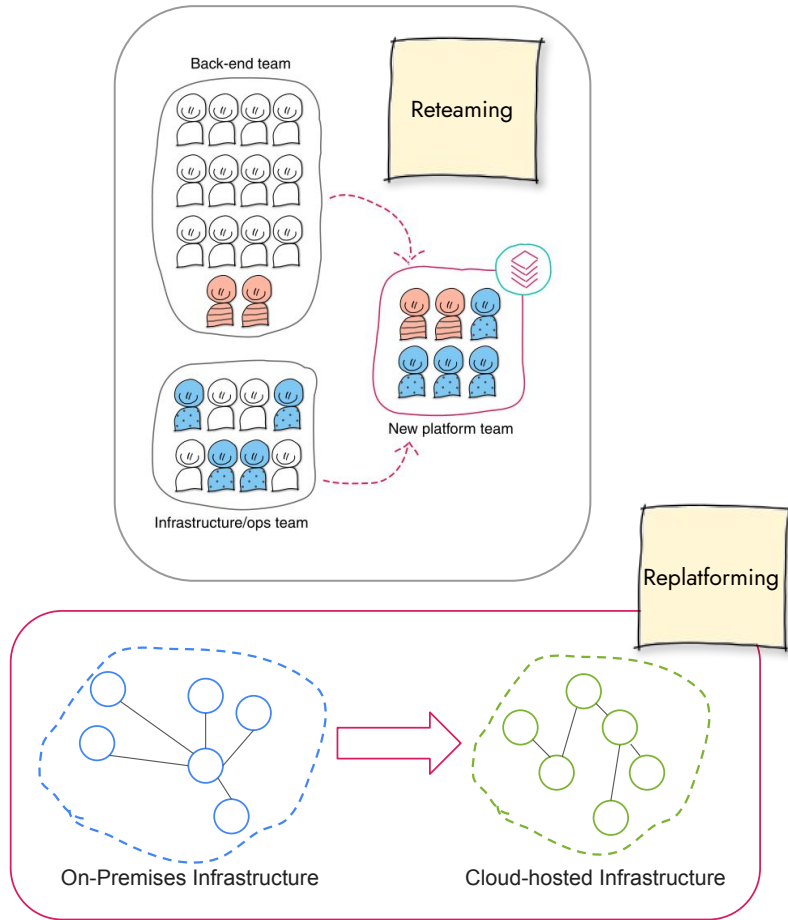 Back-end team
Reteaming
New platform team
Infrastructure/ops team
Replatforming
On-Premises Infrastructure
Cloud-hosted Infrastructure